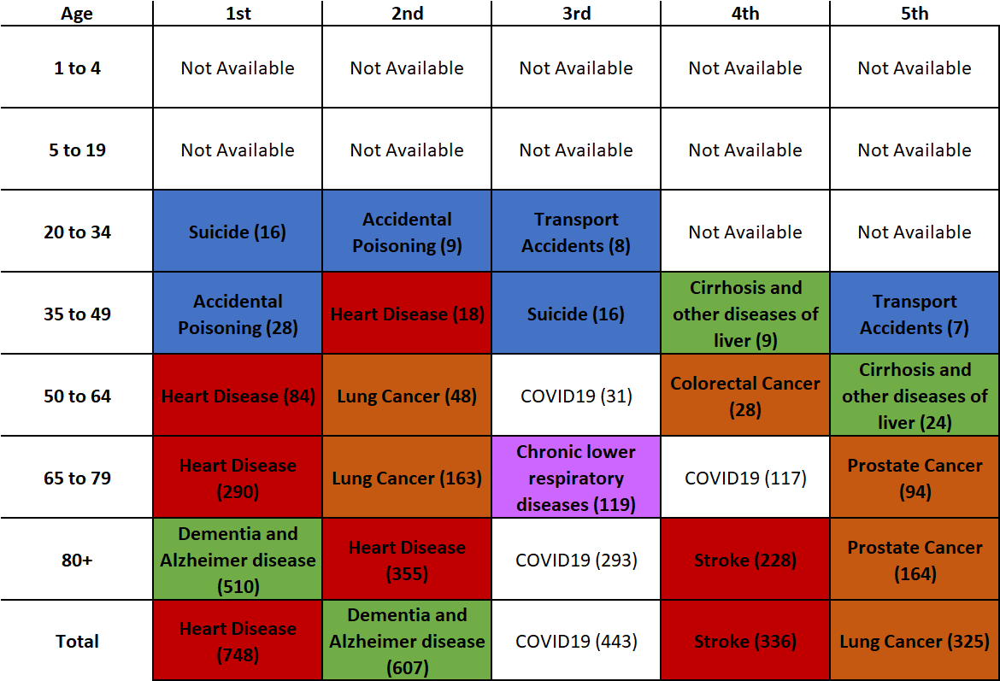 Age 1st 2nd 3rd 4th 5th
1 to 4 Not Available Not Available Not Available Not Available Not Available
5 to 19 Not Available Not Available Not Available Not Available Not Available
20 to 34 Suicide (16) Accidental Poisoning (9) Transport Accidents (8) Not Available Not Available
35 to 49 Accidental Poisoning (28) Heart Disease (18) Suicide (16) Cirrhosis and other diseases of liver (9) Transport Accidents (7)
50 to 64 Heart Disease (84) Lung Cancer (48) COVID19 (31) Colorectal Cancer (28) Cirrhosis and other diseases of liver (24)
65 to 79 Heart Disease (290) Lung Cancer (163) Chronic lower respiratory diseases (119) COVID19 (117) Prostate Cancer (94)
80+ Dementia and Alzheimer disease (510) Heart Disease (355) COVID19 (293) Stroke (228) Prostate Cancer (164)
Total Heart Disease (748) Dementia and Alzheimer disease (607) COVID19 (443) Stroke (336) Lung Cancer (325)